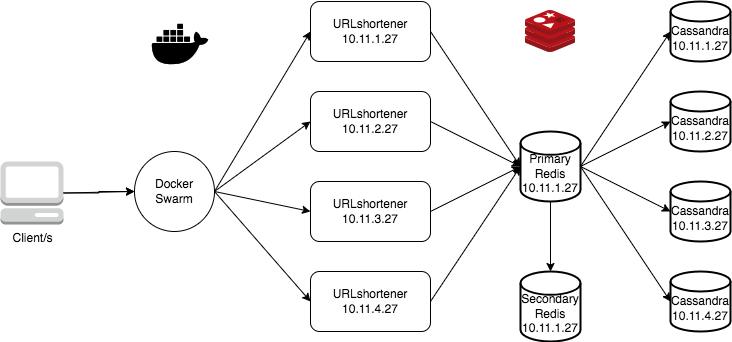 URLshortener
10.11.1.27
URLshortener
10.11.2.27
URLshortener
10.11.3.27
URLshortener
10.11.4.27
Client/s
Docker
Swarm
Primary
Redis
10.11.1.27
Secondary
Redis
10.11.1.27
Cassandra
10.11.1.27
Cassandra
10.11.2.27
Cassandra
10.11.3.27
Cassandra
10.11.4.27